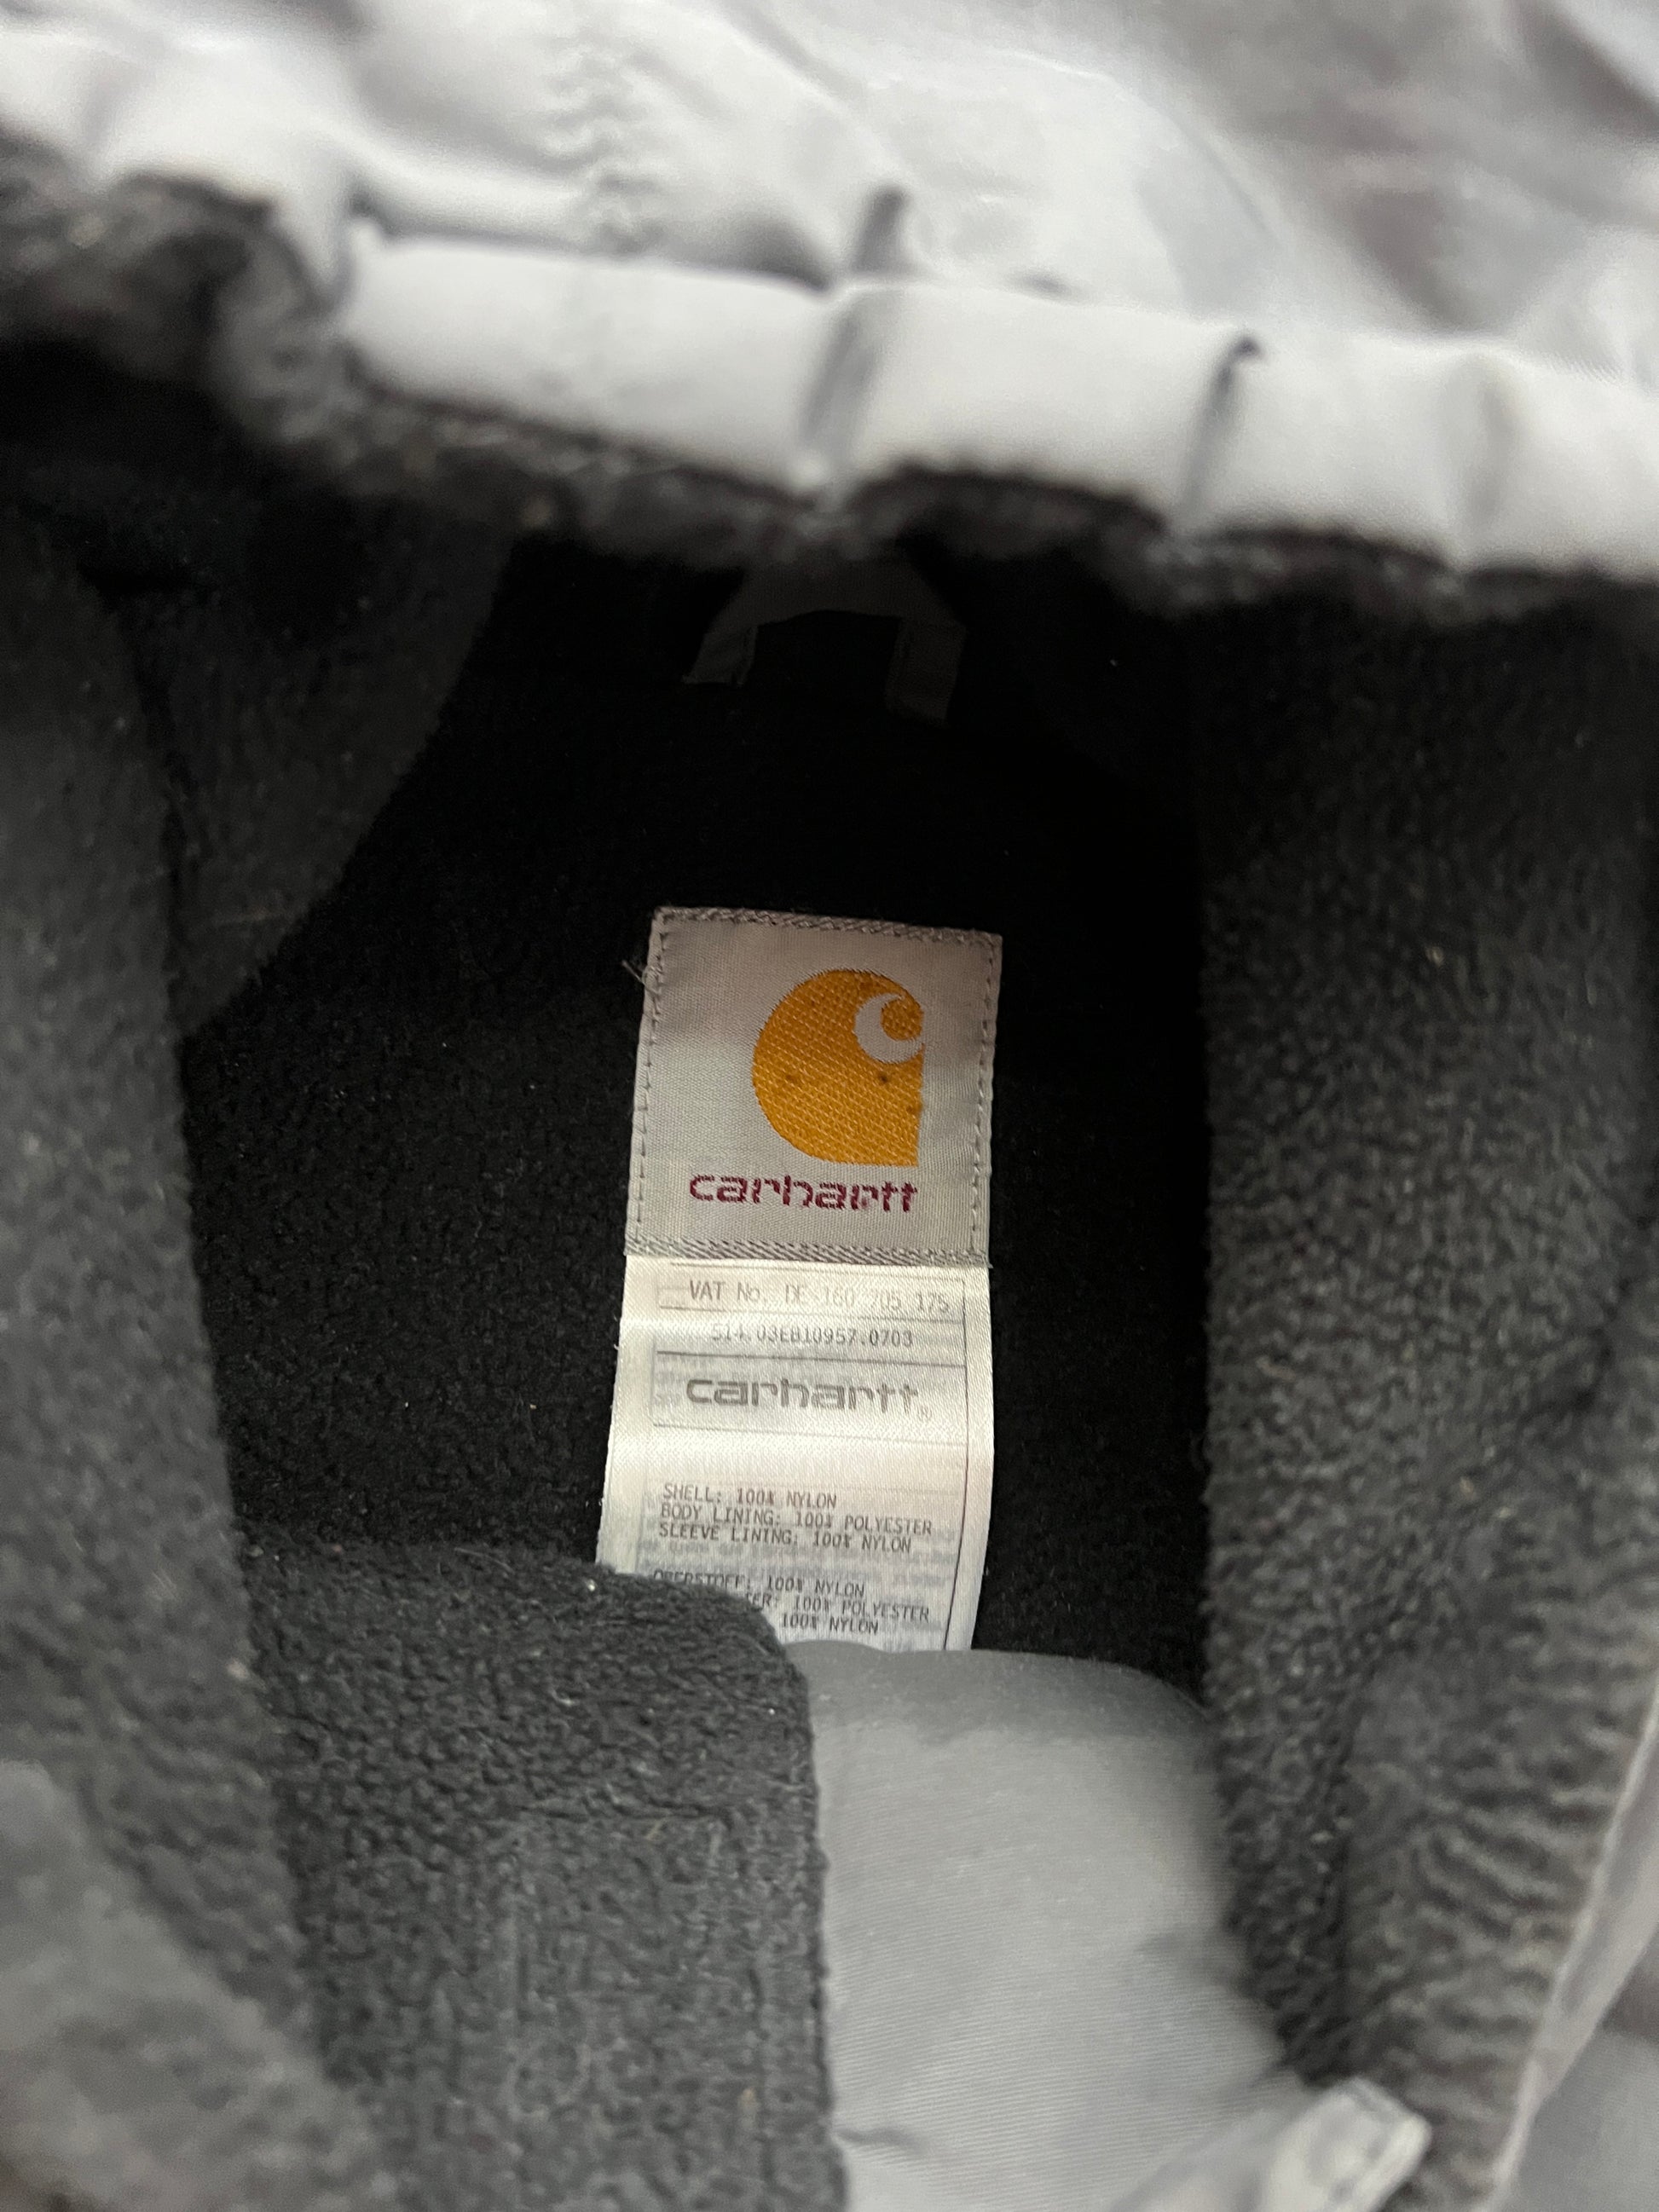 carhartt
VAT No. DE 160 705 175
514.03EB10957.0703
carhartt®
SHELL: 100% NYLON
BODY LINING: 100% POLYESTER
SLEEVE LINING: 100% NYLON
OBERSTOFF: 100% NYLON
100% POLYESTER
100% NYLON